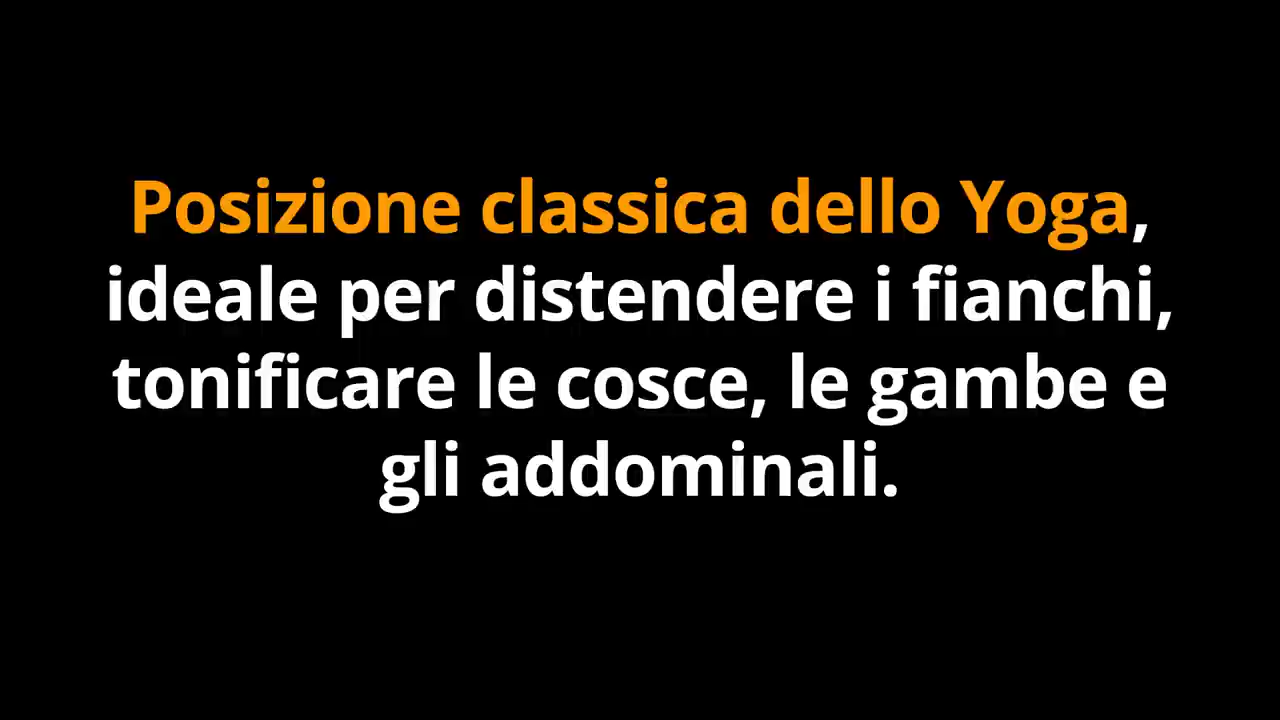 Posizione classica dello Yoga,
ideale per distendere i fianchi,
tonificare le cosce, le gambe e
gli addominali.